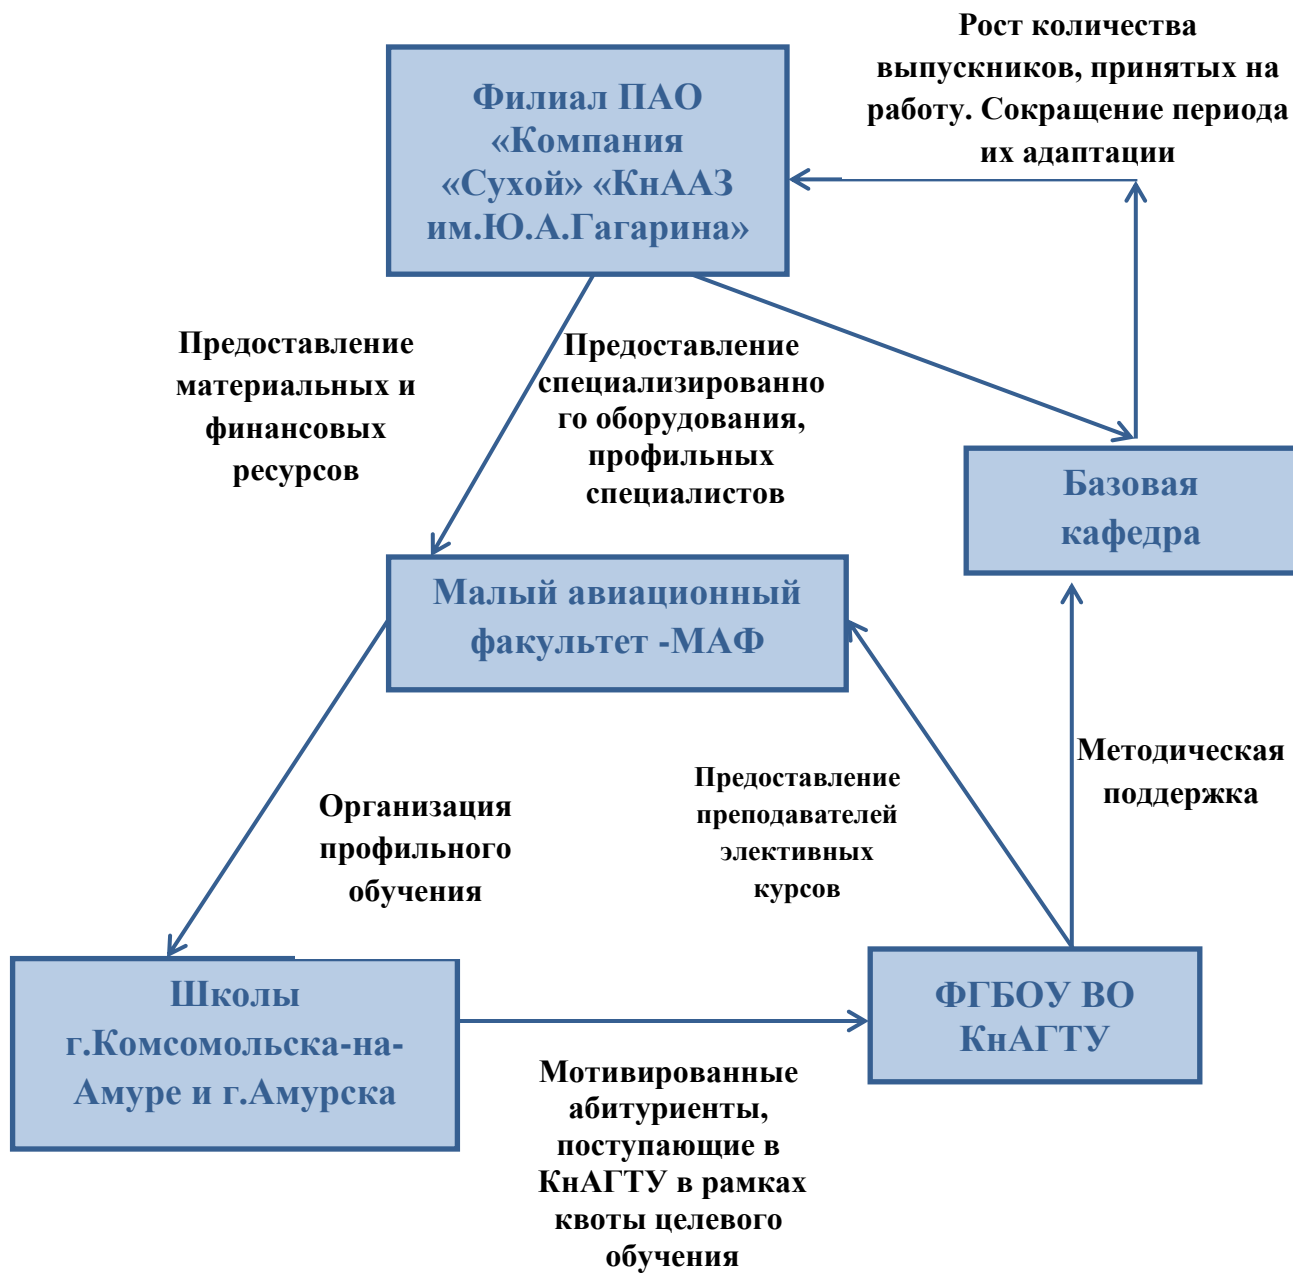 Рост количества
выпускников, принятых на
работу. Сокращение периода
их адаптации
Филиал ПАО
«Компания
«Сухой» «КнААЗ
им.Ю.А.Гагарина»
Предоставление
материальных и
финансовых
ресурсов
Предоставление
специализированно
го оборудования,
профильных
специалистов
Базовая
кафедра
Малый авиационный
факультет -МАФ
Организация
профильного
обучения
Предоставление
преподавателей
элективных
курсов
Методическая
поддержка
Школы
г.Комсомольска-на-
Амуре и г.Амурска
ФГБОУ ВО
КнАГТУ
Мотивированные
абитуриенты,
поступающие в
КнАГТУ в рамках
квоты целевого
обучения